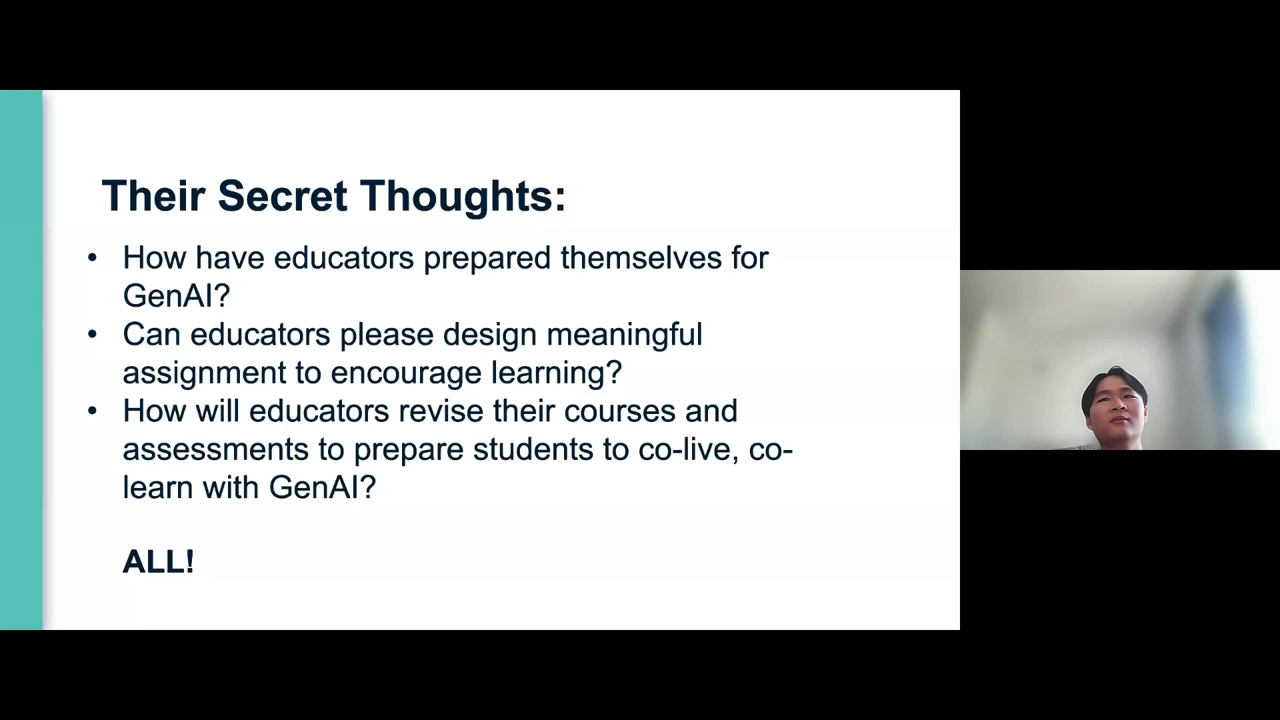 Their Secret Thoughts:
• How have educators prepared themselves for
GenAI?
• Can educators please design meaningful
assignment to encourage learning?
• How will educators revise their courses and
assessments to prepare students to co-live, co-
learn with GenAI?
ALL!